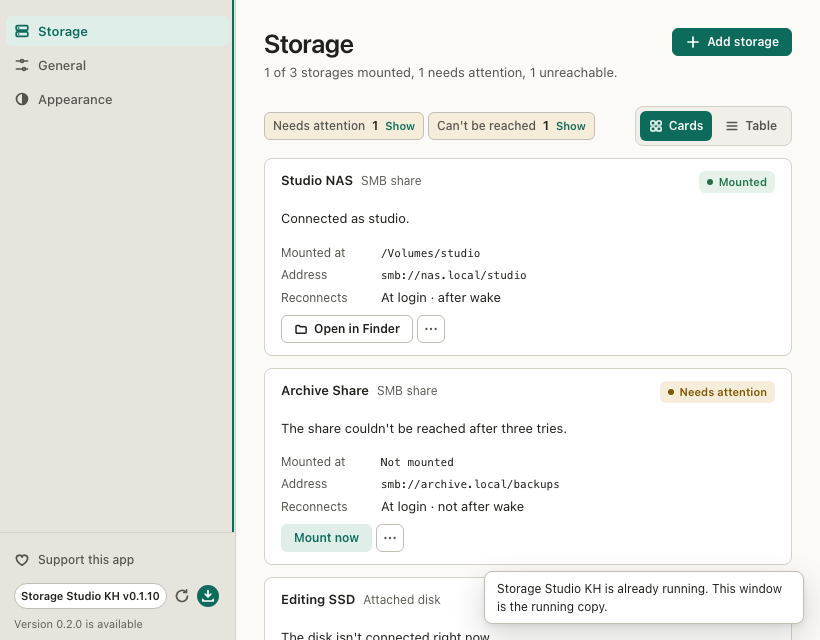 Storage
General
Appearance
Support this app
Storage Studio KH v0.1.10
Version 0.2.0 is available
Storage
Add storage
1 of 3 storages mounted, 1 needs attention, 1 unreachable.
Needs attention 1 Show
Can't be reached 1 Show
Cards
Table
Studio NAS SMB share
Mounted
Connected as studio.
Mounted at /Volumes/studio
Address smb://nas.local/studio
Reconnects At login · after wake
Open in Finder
Archive Share SMB share
Needs attention
The share couldn't be reached after three tries.
Mounted at Not mounted
Address smb://archive.local/backups
Reconnects At login · not after wake
Mount now
Editing SSD Attached disk
The disk isn't connected right now
Storage Studio KH is already running. This window
is the running copy.